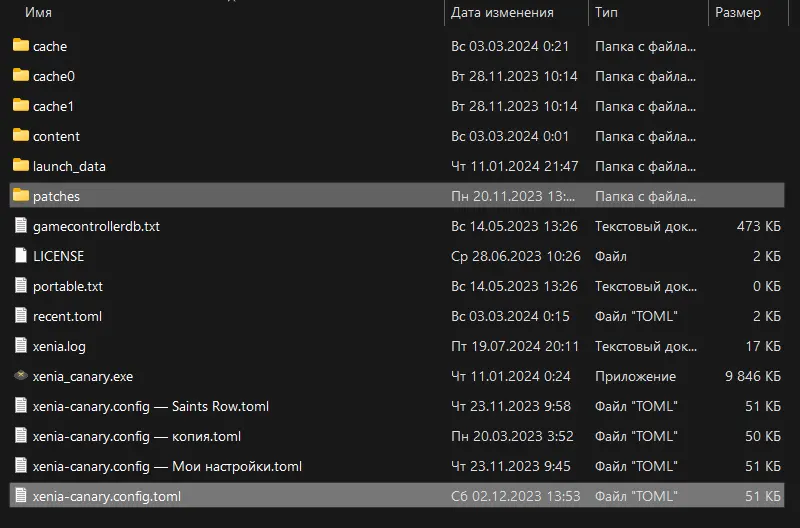 Имя Дата изменения Тип Размер
cache Вс 03.03.2024 0:21 Папка с файла...
cache0 Вт 28.11.2023 10:14 Папка с файла...
cache1 Вт 28.11.2023 10:14 Папка с файла...
content Вс 03.03.2024 0:01 Папка с файла...
launch_data Чт 11.01.2024 21:47 Папка с файла...
patches Пн 20.11.2023 13:... Папка с файла...
gamecontrollerdb.txt Вс 14.05.2023 13:26 Текстовый док... 473 КБ
LICENSE Ср 28.06.2023 10:26 Файл 2 КБ
portable.txt Вс 14.05.2023 13:26 Текстовый док... 0 КБ
recent.toml Вс 03.03.2024 0:15 Файл "TOML" 2 КБ
xenia.log Пт 19.07.2024 20:11 Текстовый док... 17 КБ
xenia_canary.exe Чт 11.01.2024 0:24 Приложение 9 846 КБ
xenia-canary.config — Saints Row.toml Чт 23.11.2023 9:58 Файл "TOML" 51 КБ
xenia-canary.config — копия.toml Пн 20.03.2023 3:52 Файл "TOML" 50 КБ
xenia-canary.config — Мои настройки.toml Чт 23.11.2023 9:45 Файл "TOML" 51 КБ
xenia-canary.config.toml Сб 02.12.2023 13:53 Файл "TOML" 51 КБ